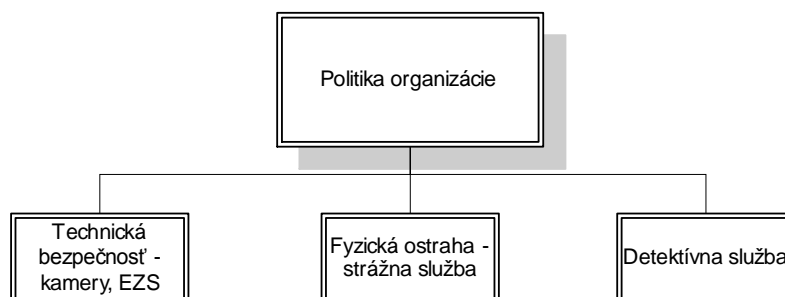 Politika organizácie
Technická
bezpečnosť -
kamery, EZS
Fyzická ostraha -
strážna služba
Detektívna služba